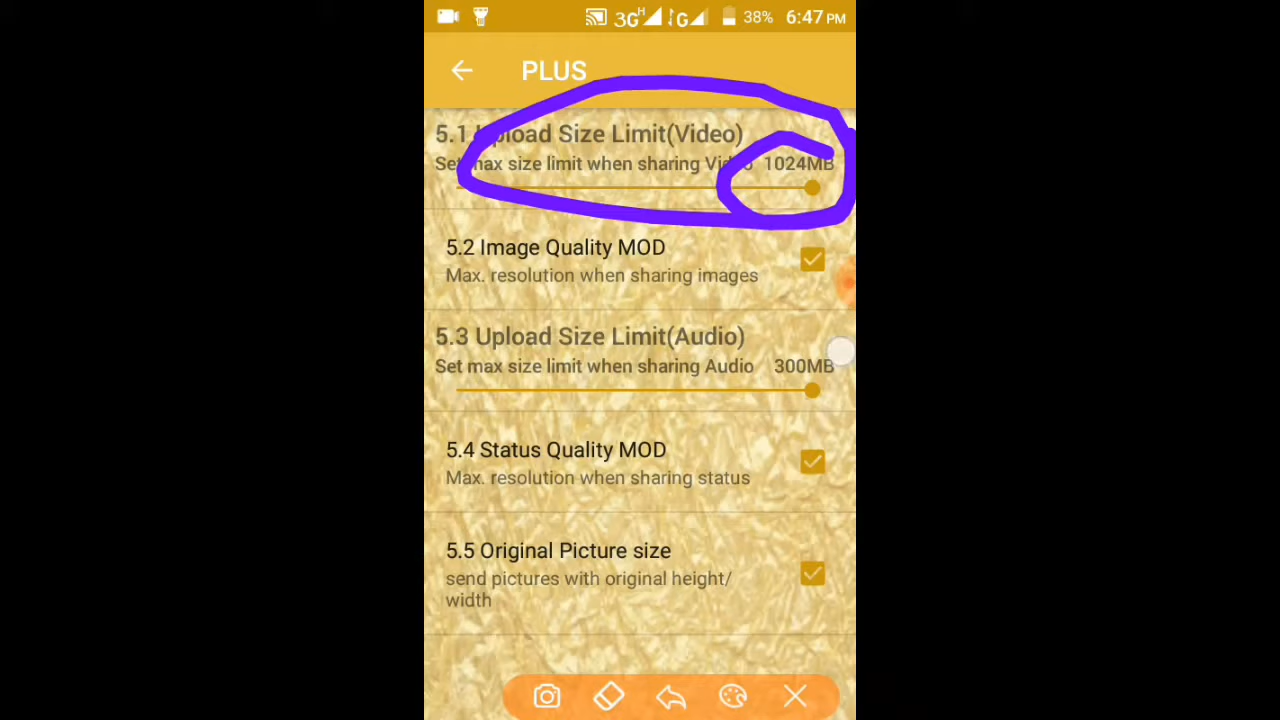 3G H G 38% 6:47 PM
PLUS
5.1 Upload Size Limit(Video)
Set max size limit when sharing Video 1024MB
5.2 Image Quality MOD
Max. resolution when sharing images
5.3 Upload Size Limit(Audio)
Set max size limit when sharing Audio 300MB
5.4 Status Quality MOD
Max. resolution when sharing status
5.5 Original Picture size
send pictures with original height/
width